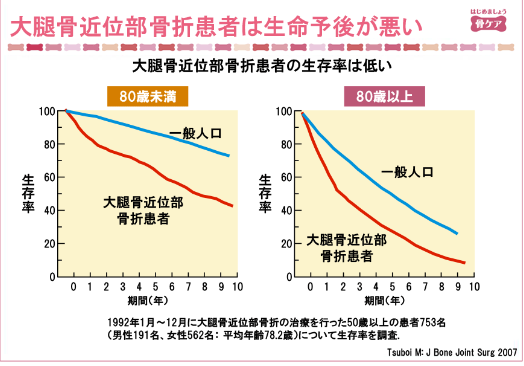 大腿骨近位部骨折患者は生命予後が悪い
はじめましょう
骨ケア
大腿骨近位部骨折患者の生存率は低い
80歳未満
80歳以上
生存率
100
80
60
40
20
0
一般人口
大腿骨近位部
骨折患者
0 1 2 3 4 5 6 7 8 9 10
期間(年)
生存率
100
80
60
40
20
0
一般人口
大腿骨近位部
骨折患者
0 1 2 3 4 5 6 7 8 9 10
期間(年)
1992年1月～12月に大腿骨近位部骨折の治療を行った50歳以上の患者753名
(男性191名、女性562名: 平均年齢78.2歳)について生存率を調査.
Tsuboi M: J Bone Joint Surg 2007